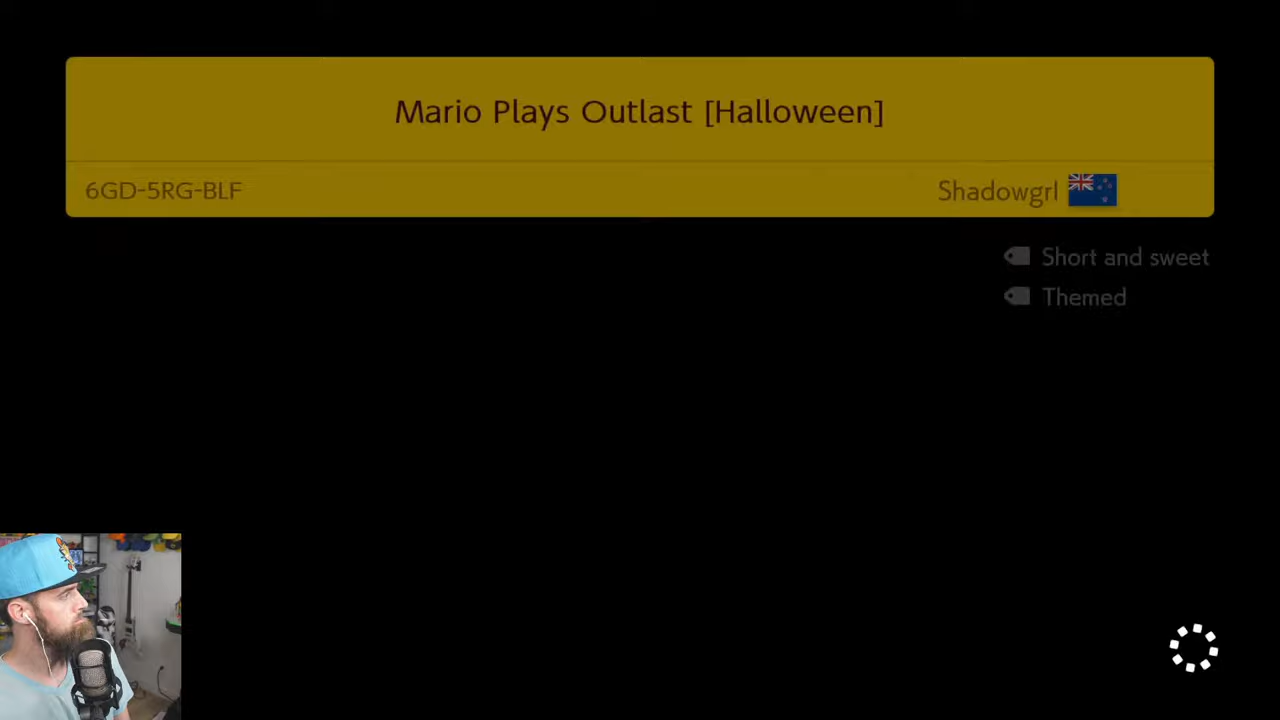 Mario Plays Outlast [Halloween]
6GD-5RG-BLF
Shadowgrl
Short and sweet
Themed